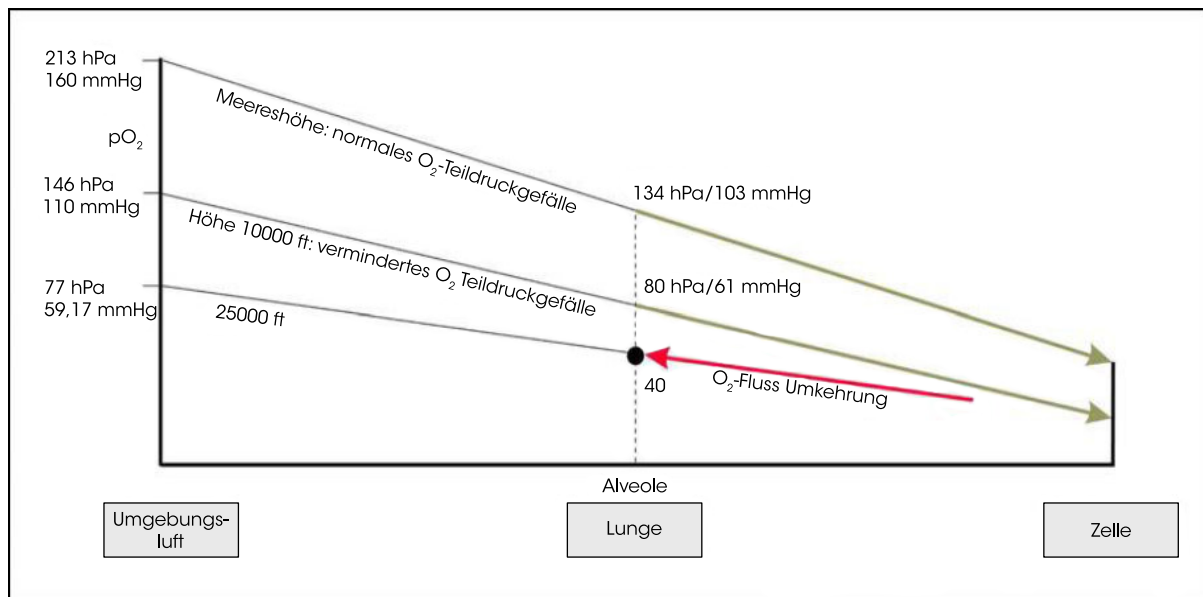 213 hPa
160 mmHg
pO₂
Meereshöhe: normales O₂-Teildruckgefälle
134 hPa/103 mmHg
146 hPa
110 mmHg
Höhe 10000 ft: vermindertes O₂ Teildruckgefälle
80 hPa/61 mmHg
77 hPa
59,17 mmHg
25000 ft
40
O₂-Fluss Umkehrung
Alveole
Umgebungs-
luft
Lunge
Zelle